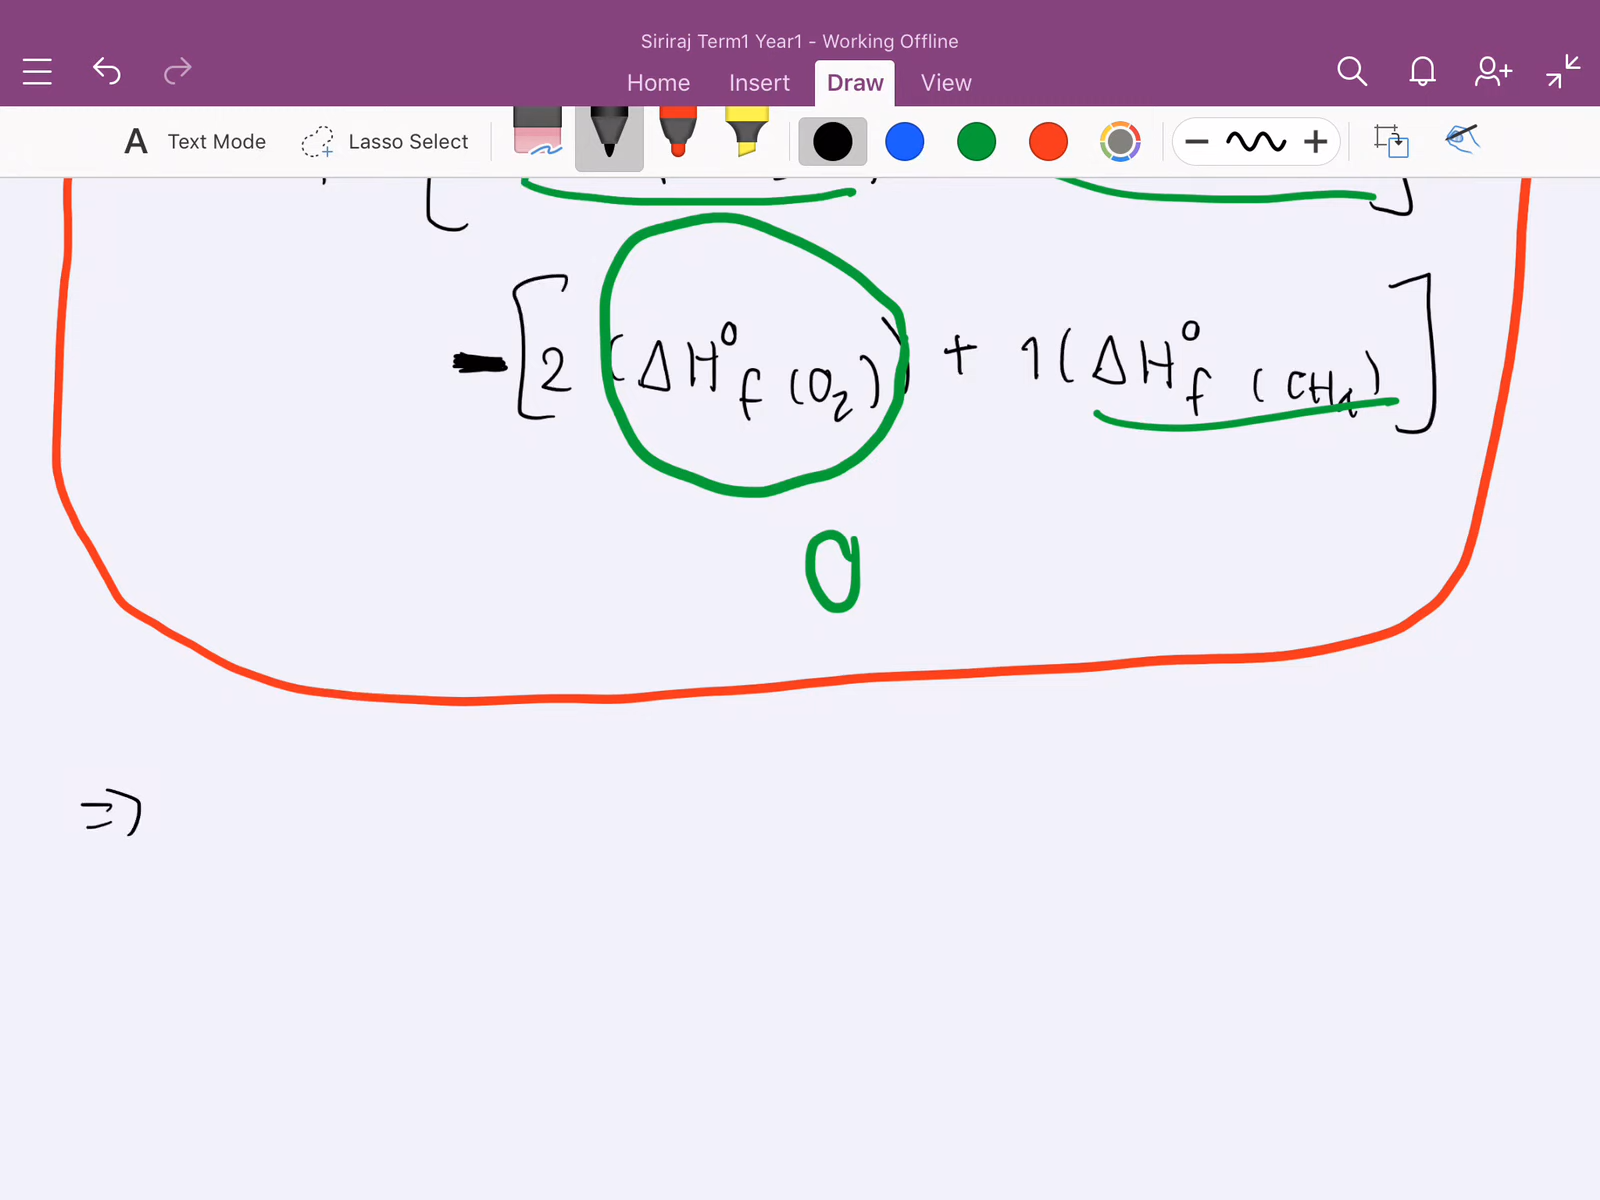 Siriraj Term1 Year1 - Working Offline
Home Insert Draw View
A Text Mode Lasso Select
-[2 (ΔH°f (O2)) + 1(ΔH°f (CH4)]
0
=>